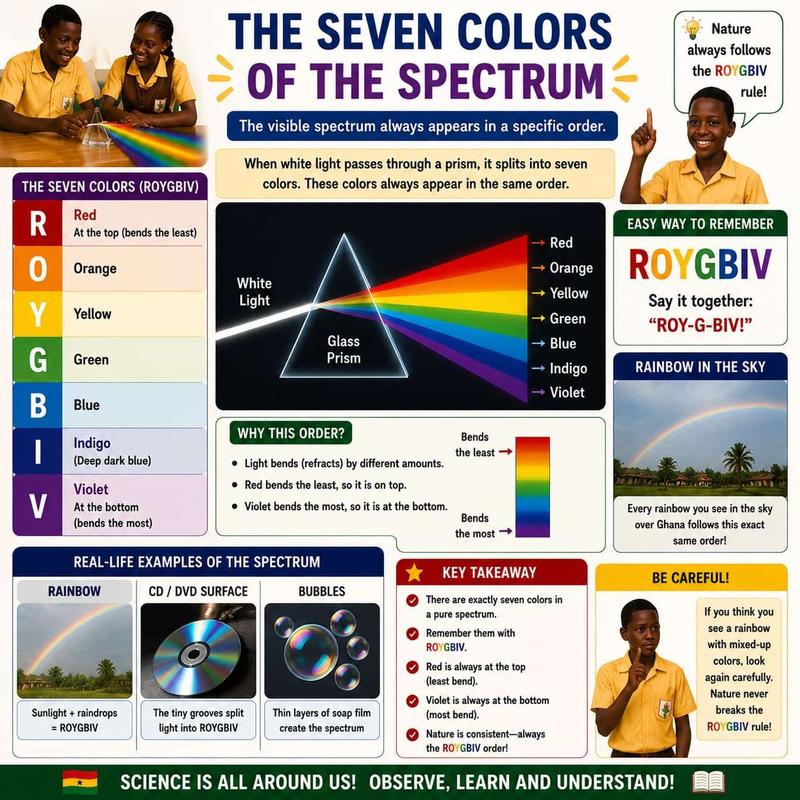 THE SEVEN COLORS
OF THE SPECTRUM
The visible spectrum always appears in a specific order.
When white light passes through a prism, it splits into seven
colors. These colors always appear in the same order.
Nature
always follows
the ROYGBIV
rule!
THE SEVEN COLORS (ROYGBIV)
R
Red
At the top (bends the least)
O
Orange
Y
Yellow
G
Green
B
Blue
I
Indigo
(Deep dark blue)
V
Violet
At the bottom
(bends the most)
White
Light
Glass
Prism
Red
Orange
Yellow
Green
Blue
Indigo
Violet
EASY WAY TO REMEMBER
ROYGBIV
Say it together:
“ROY-G-BIV!”
RAINBOW IN THE SKY
Every rainbow you see in the sky
over Ghana follows this exact
same order!
WHY THIS ORDER?
• Light bends (refracts) by different amounts.
• Red bends the least, so it is on top.
• Violet bends the most, so it is at the bottom.
Bends
the least
Bends
the most
REAL-LIFE EXAMPLES OF THE SPECTRUM
RAINBOW
Sunlight + raindrops
= ROYGBIV
CD / DVD SURFACE
The tiny grooves split
light into ROYGBIV
BUBBLES
Thin layers of soap film
create the spectrum
KEY TAKEAWAY
There are exactly seven colors in
a pure spectrum.
Remember them with
ROYGBIV.
Red is always at the top
(least bend).
Violet is always at the bottom
(most bend).
Nature is consistent—always
the ROYGBIV order!
BE CAREFUL!
If you think you
see a rainbow
with mixed-up
colors, look
again carefully.
Nature never
breaks the
ROYGBIV rule!
SCIENCE IS ALL AROUND US! OBSERVE, LEARN AND UNDERSTAND!